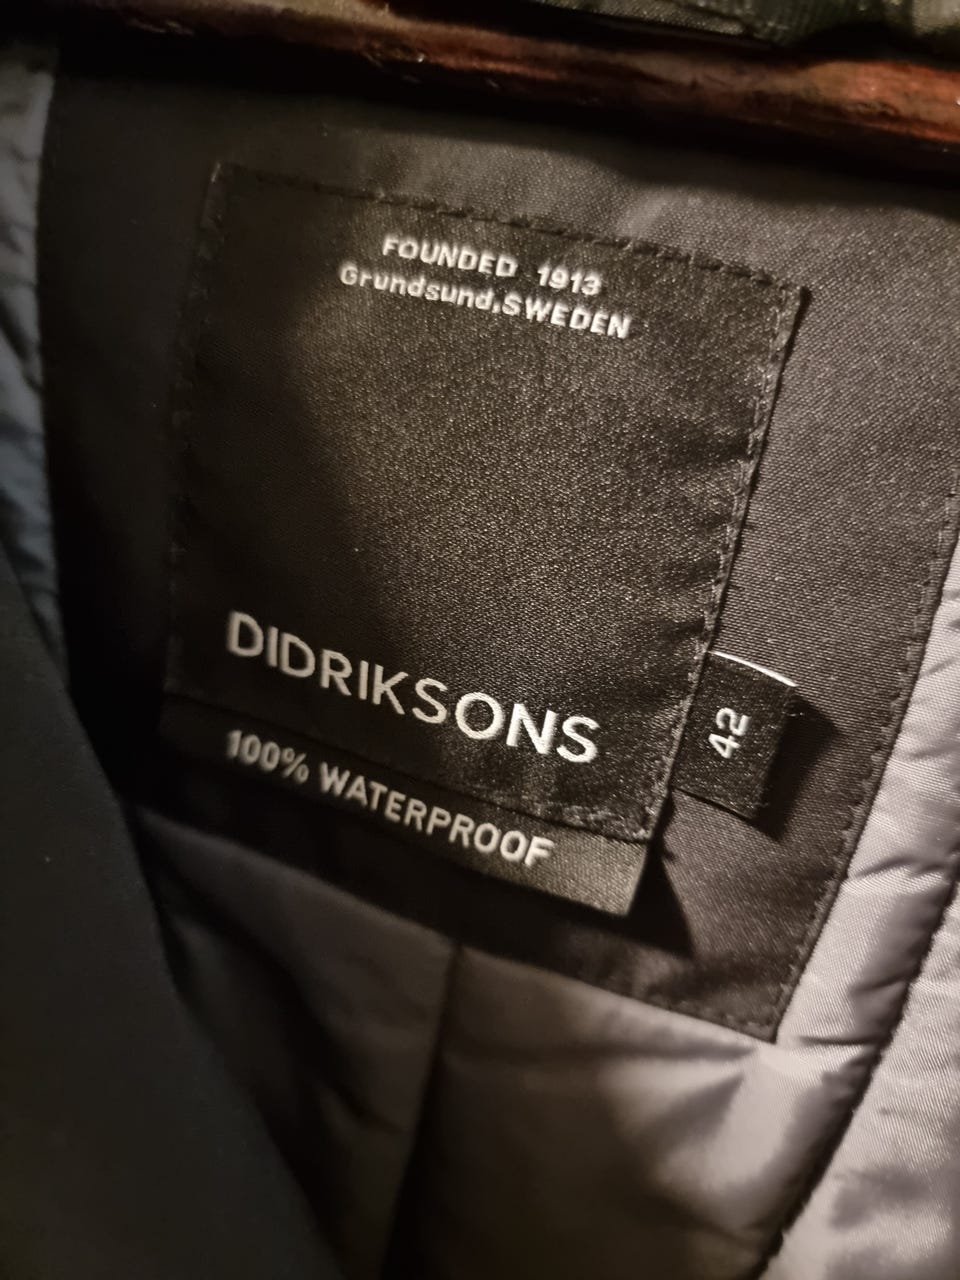 FOUNDED 1913
Grundsund,SWEDEN
DIDRIKSONS
42
100% WATERPROOF